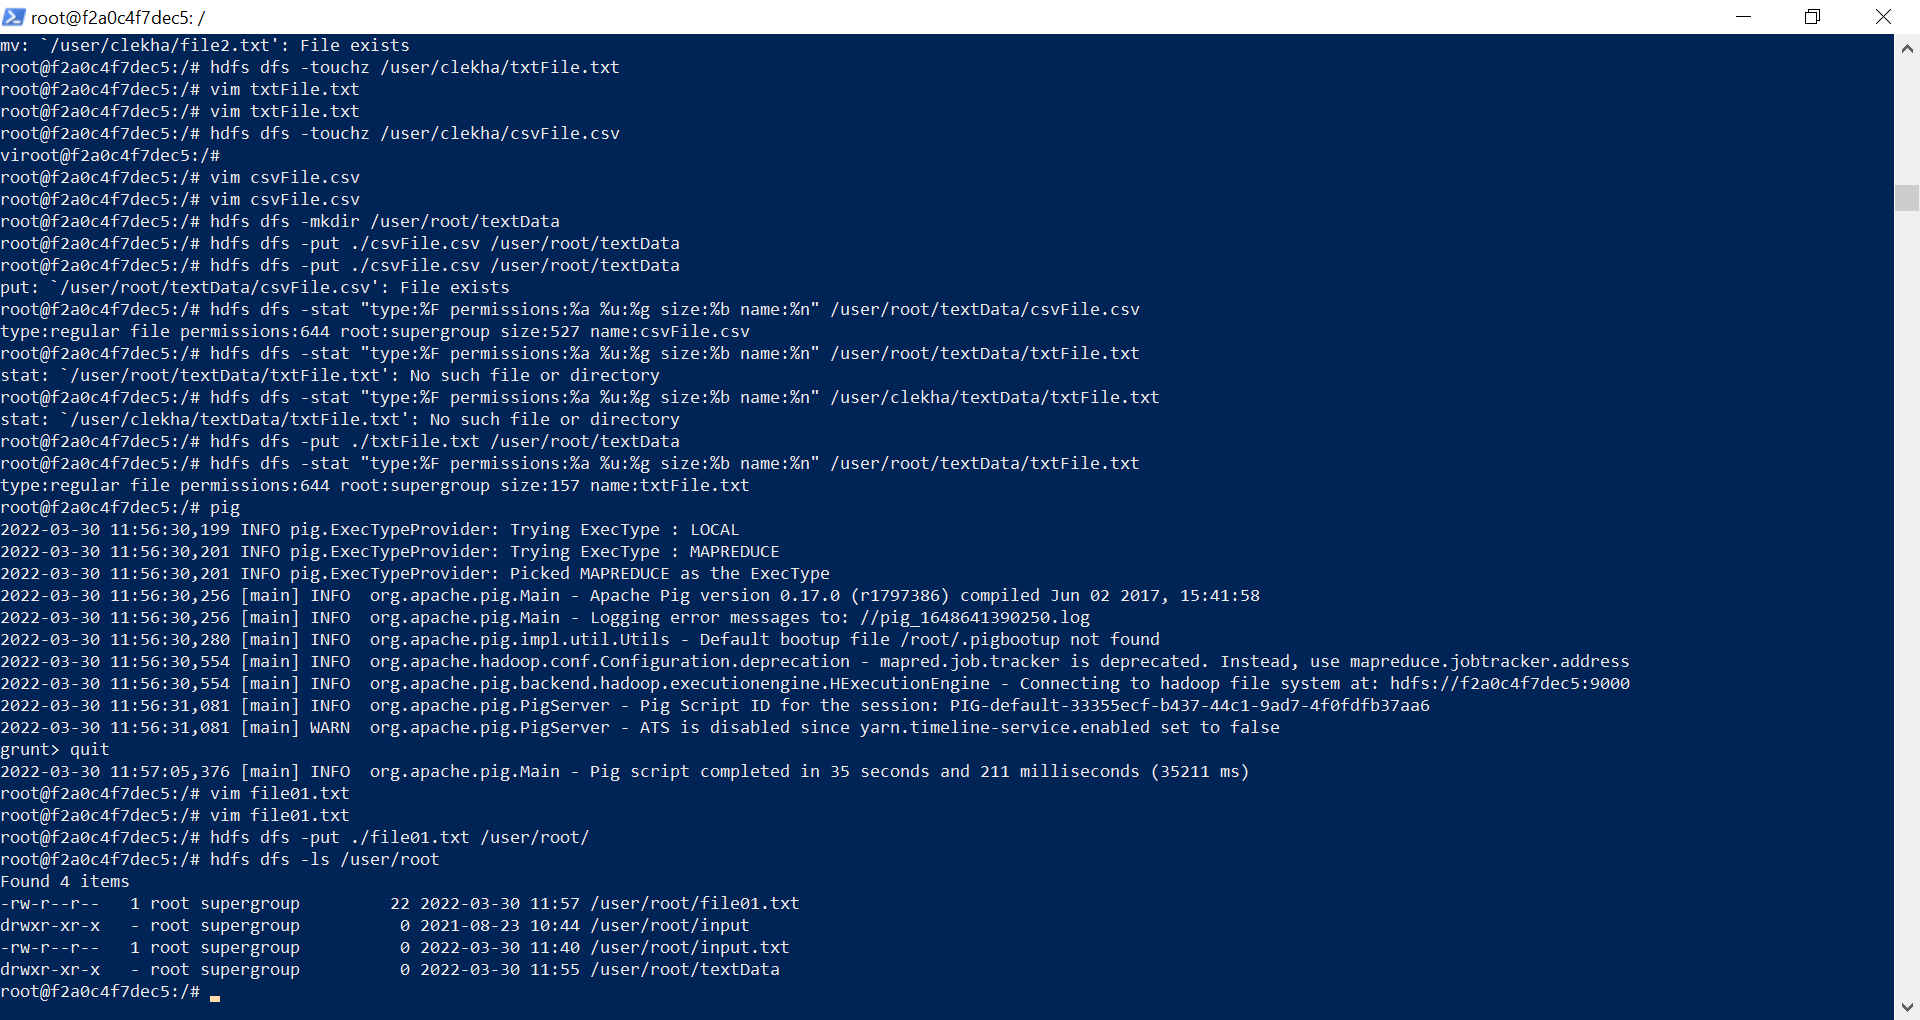 root@f2a0c4f7dec5: /
mv: `/user/clekha/file2.txt': File exists
root@f2a0c4f7dec5:/# hdfs dfs -touchz /user/clekha/txtFile.txt
root@f2a0c4f7dec5:/# vim txtFile.txt
root@f2a0c4f7dec5:/# vim txtFile.txt
root@f2a0c4f7dec5:/# hdfs dfs -touchz /user/clekha/csvFile.csv
viroot@f2a0c4f7dec5:/#
root@f2a0c4f7dec5:/# vim csvFile.csv
root@f2a0c4f7dec5:/# vim csvFile.csv
root@f2a0c4f7dec5:/# hdfs dfs -mkdir /user/root/textData
root@f2a0c4f7dec5:/# hdfs dfs -put ./csvFile.csv /user/root/textData
root@f2a0c4f7dec5:/# hdfs dfs -put ./csvFile.csv /user/root/textData
put: `/user/root/textData/csvFile.csv': File exists
root@f2a0c4f7dec5:/# hdfs dfs -stat "type:%F permissions:%a %u:%g size:%b name:%n" /user/root/textData/csvFile.csv
type:regular file permissions:644 root:supergroup size:527 name:csvFile.csv
root@f2a0c4f7dec5:/# hdfs dfs -stat "type:%F permissions:%a %u:%g size:%b name:%n" /user/root/textData/txtFile.txt
stat: `/user/root/textData/txtFile.txt': No such file or directory
root@f2a0c4f7dec5:/# hdfs dfs -stat "type:%F permissions:%a %u:%g size:%b name:%n" /user/clekha/textData/txtFile.txt
stat: `/user/clekha/textData/txtFile.txt': No such file or directory
root@f2a0c4f7dec5:/# hdfs dfs -put ./txtFile.txt /user/root/textData
root@f2a0c4f7dec5:/# hdfs dfs -stat "type:%F permissions:%a %u:%g size:%b name:%n" /user/root/textData/txtFile.txt
type:regular file permissions:644 root:supergroup size:157 name:txtFile.txt
root@f2a0c4f7dec5:/# pig
2022-03-30 11:56:30,199 INFO pig.ExecTypeProvider: Trying ExecType : LOCAL
2022-03-30 11:56:30,201 INFO pig.ExecTypeProvider: Trying ExecType : MAPREDUCE
2022-03-30 11:56:30,201 INFO pig.ExecTypeProvider: Picked MAPREDUCE as the ExecType
2022-03-30 11:56:30,256 [main] INFO  org.apache.pig.Main - Apache Pig version 0.17.0 (r1797386) compiled Jun 02 2017, 15:41:58
2022-03-30 11:56:30,256 [main] INFO  org.apache.pig.Main - Logging error messages to: //pig_1648641390250.log
2022-03-30 11:56:30,280 [main] INFO  org.apache.pig.impl.util.Utils - Default bootup file /root/.pigbootup not found
2022-03-30 11:56:30,554 [main] INFO  org.apache.hadoop.conf.Configuration.deprecation - mapred.job.tracker is deprecated. Instead, use mapreduce.jobtracker.address
2022-03-30 11:56:30,554 [main] INFO  org.apache.pig.backend.hadoop.executionengine.HExecutionEngine - Connecting to hadoop file system at: hdfs://f2a0c4f7dec5:9000
2022-03-30 11:56:31,081 [main] INFO  org.apache.pig.PigServer - Pig Script ID for the session: PIG-default-33355ecf-b437-44c1-9ad7-4f0fdfb37aa6
2022-03-30 11:56:31,081 [main] WARN  org.apache.pig.PigServer - ATS is disabled since yarn.timeline-service.enabled set to false
grunt> quit
2022-03-30 11:57:05,376 [main] INFO  org.apache.pig.Main - Pig script completed in 35 seconds and 211 milliseconds (35211 ms)
root@f2a0c4f7dec5:/# vim file01.txt
root@f2a0c4f7dec5:/# vim file01.txt
root@f2a0c4f7dec5:/# hdfs dfs -put ./file01.txt /user/root/
root@f2a0c4f7dec5:/# hdfs dfs -ls /user/root
Found 4 items
-rw-r--r--   1 root supergroup         22 2022-03-30 11:57 /user/root/file01.txt
drwxr-xr-x   - root supergroup          0 2021-08-23 10:44 /user/root/input
-rw-r--r--   1 root supergroup          0 2022-03-30 11:40 /user/root/input.txt
drwxr-xr-x   - root supergroup          0 2022-03-30 11:55 /user/root/textData
root@f2a0c4f7dec5:/#